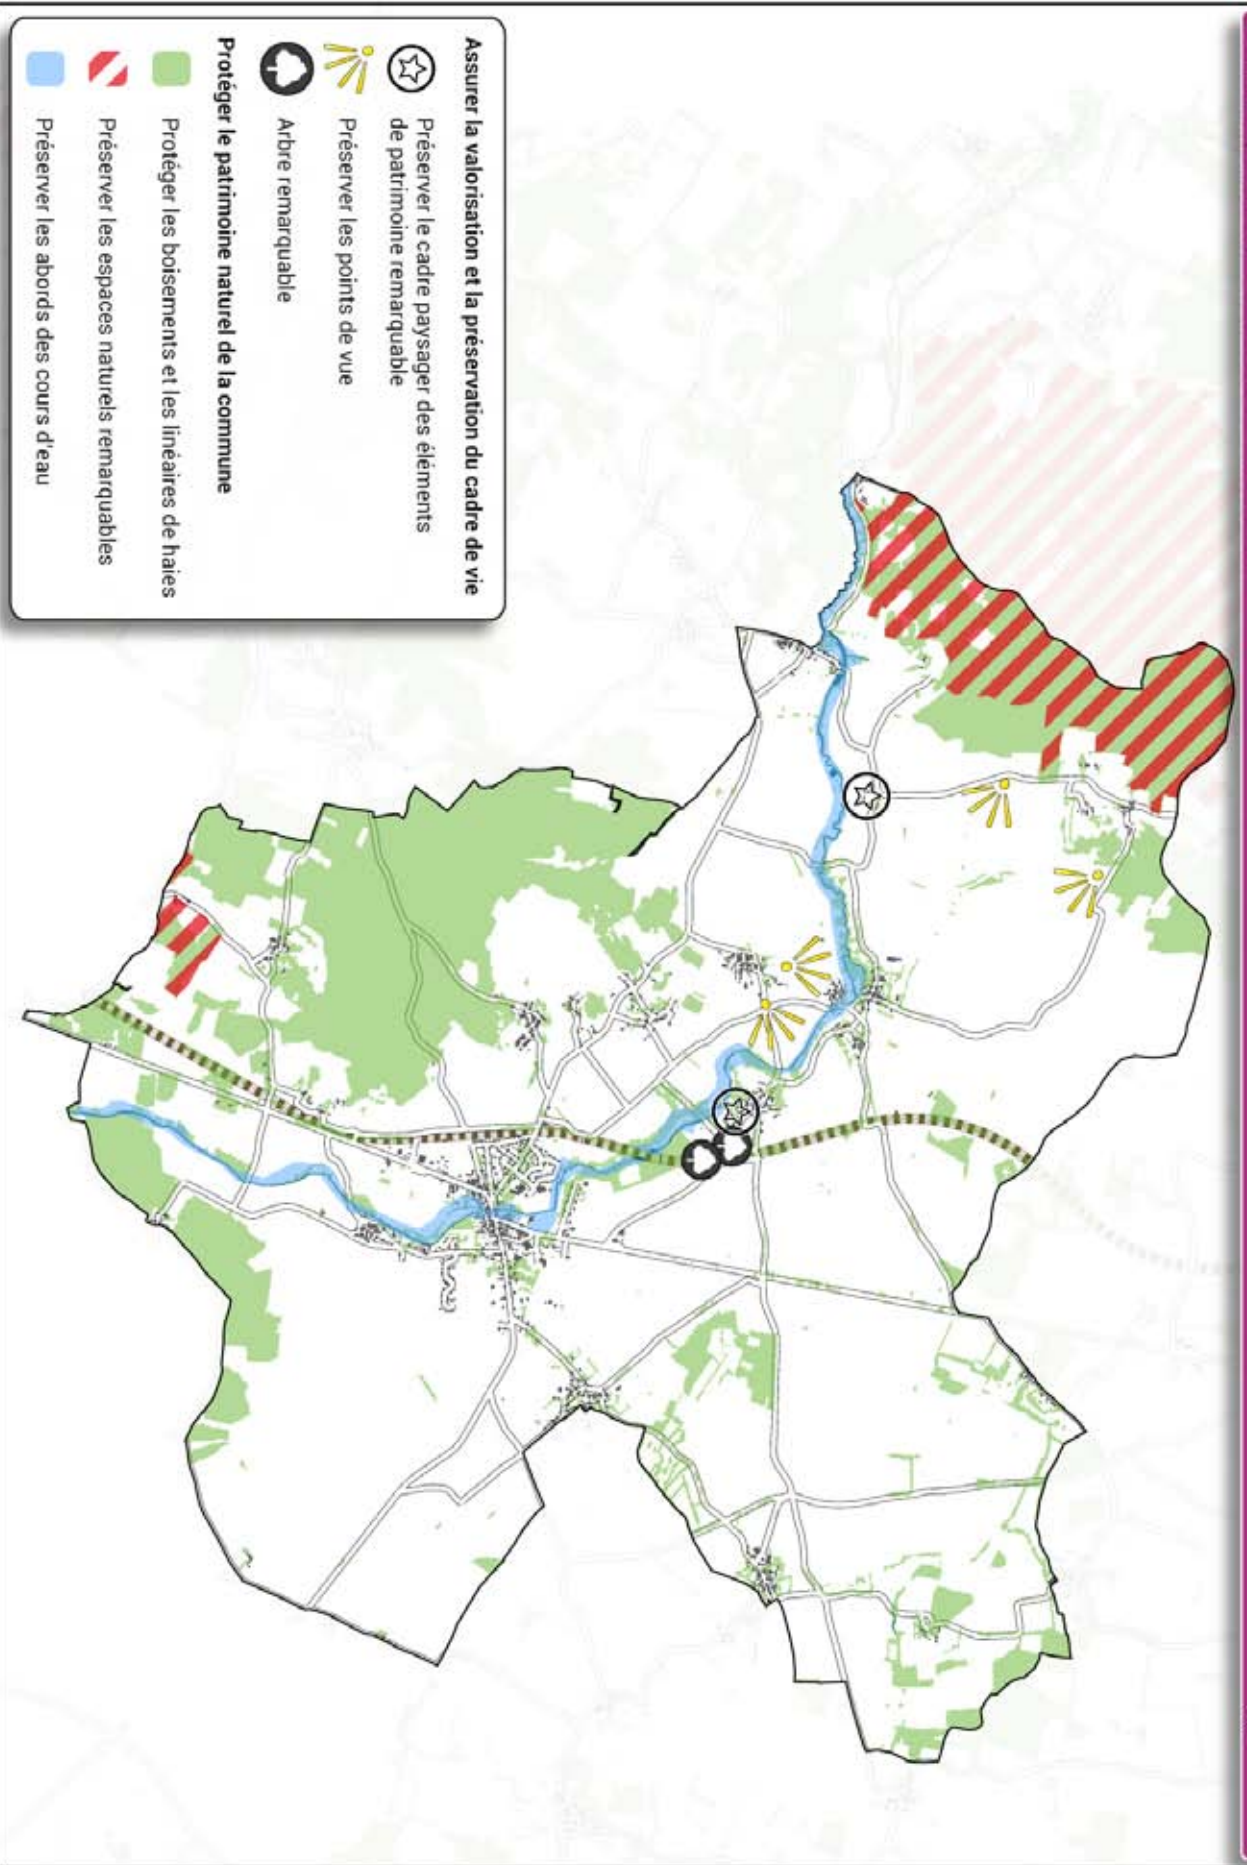 Assurer la valorisation et la préservation du cadre de vie
Préserver le cadre paysager des éléments
de patrimoine remarquable
Préserver les points de vue
Arbre remarquable
Protéger le patrimoine naturel de la commune
Protéger les boisements et les linéaires de haies
Préserver les espaces naturels remarquables
Préserver les abords des cours d'eau